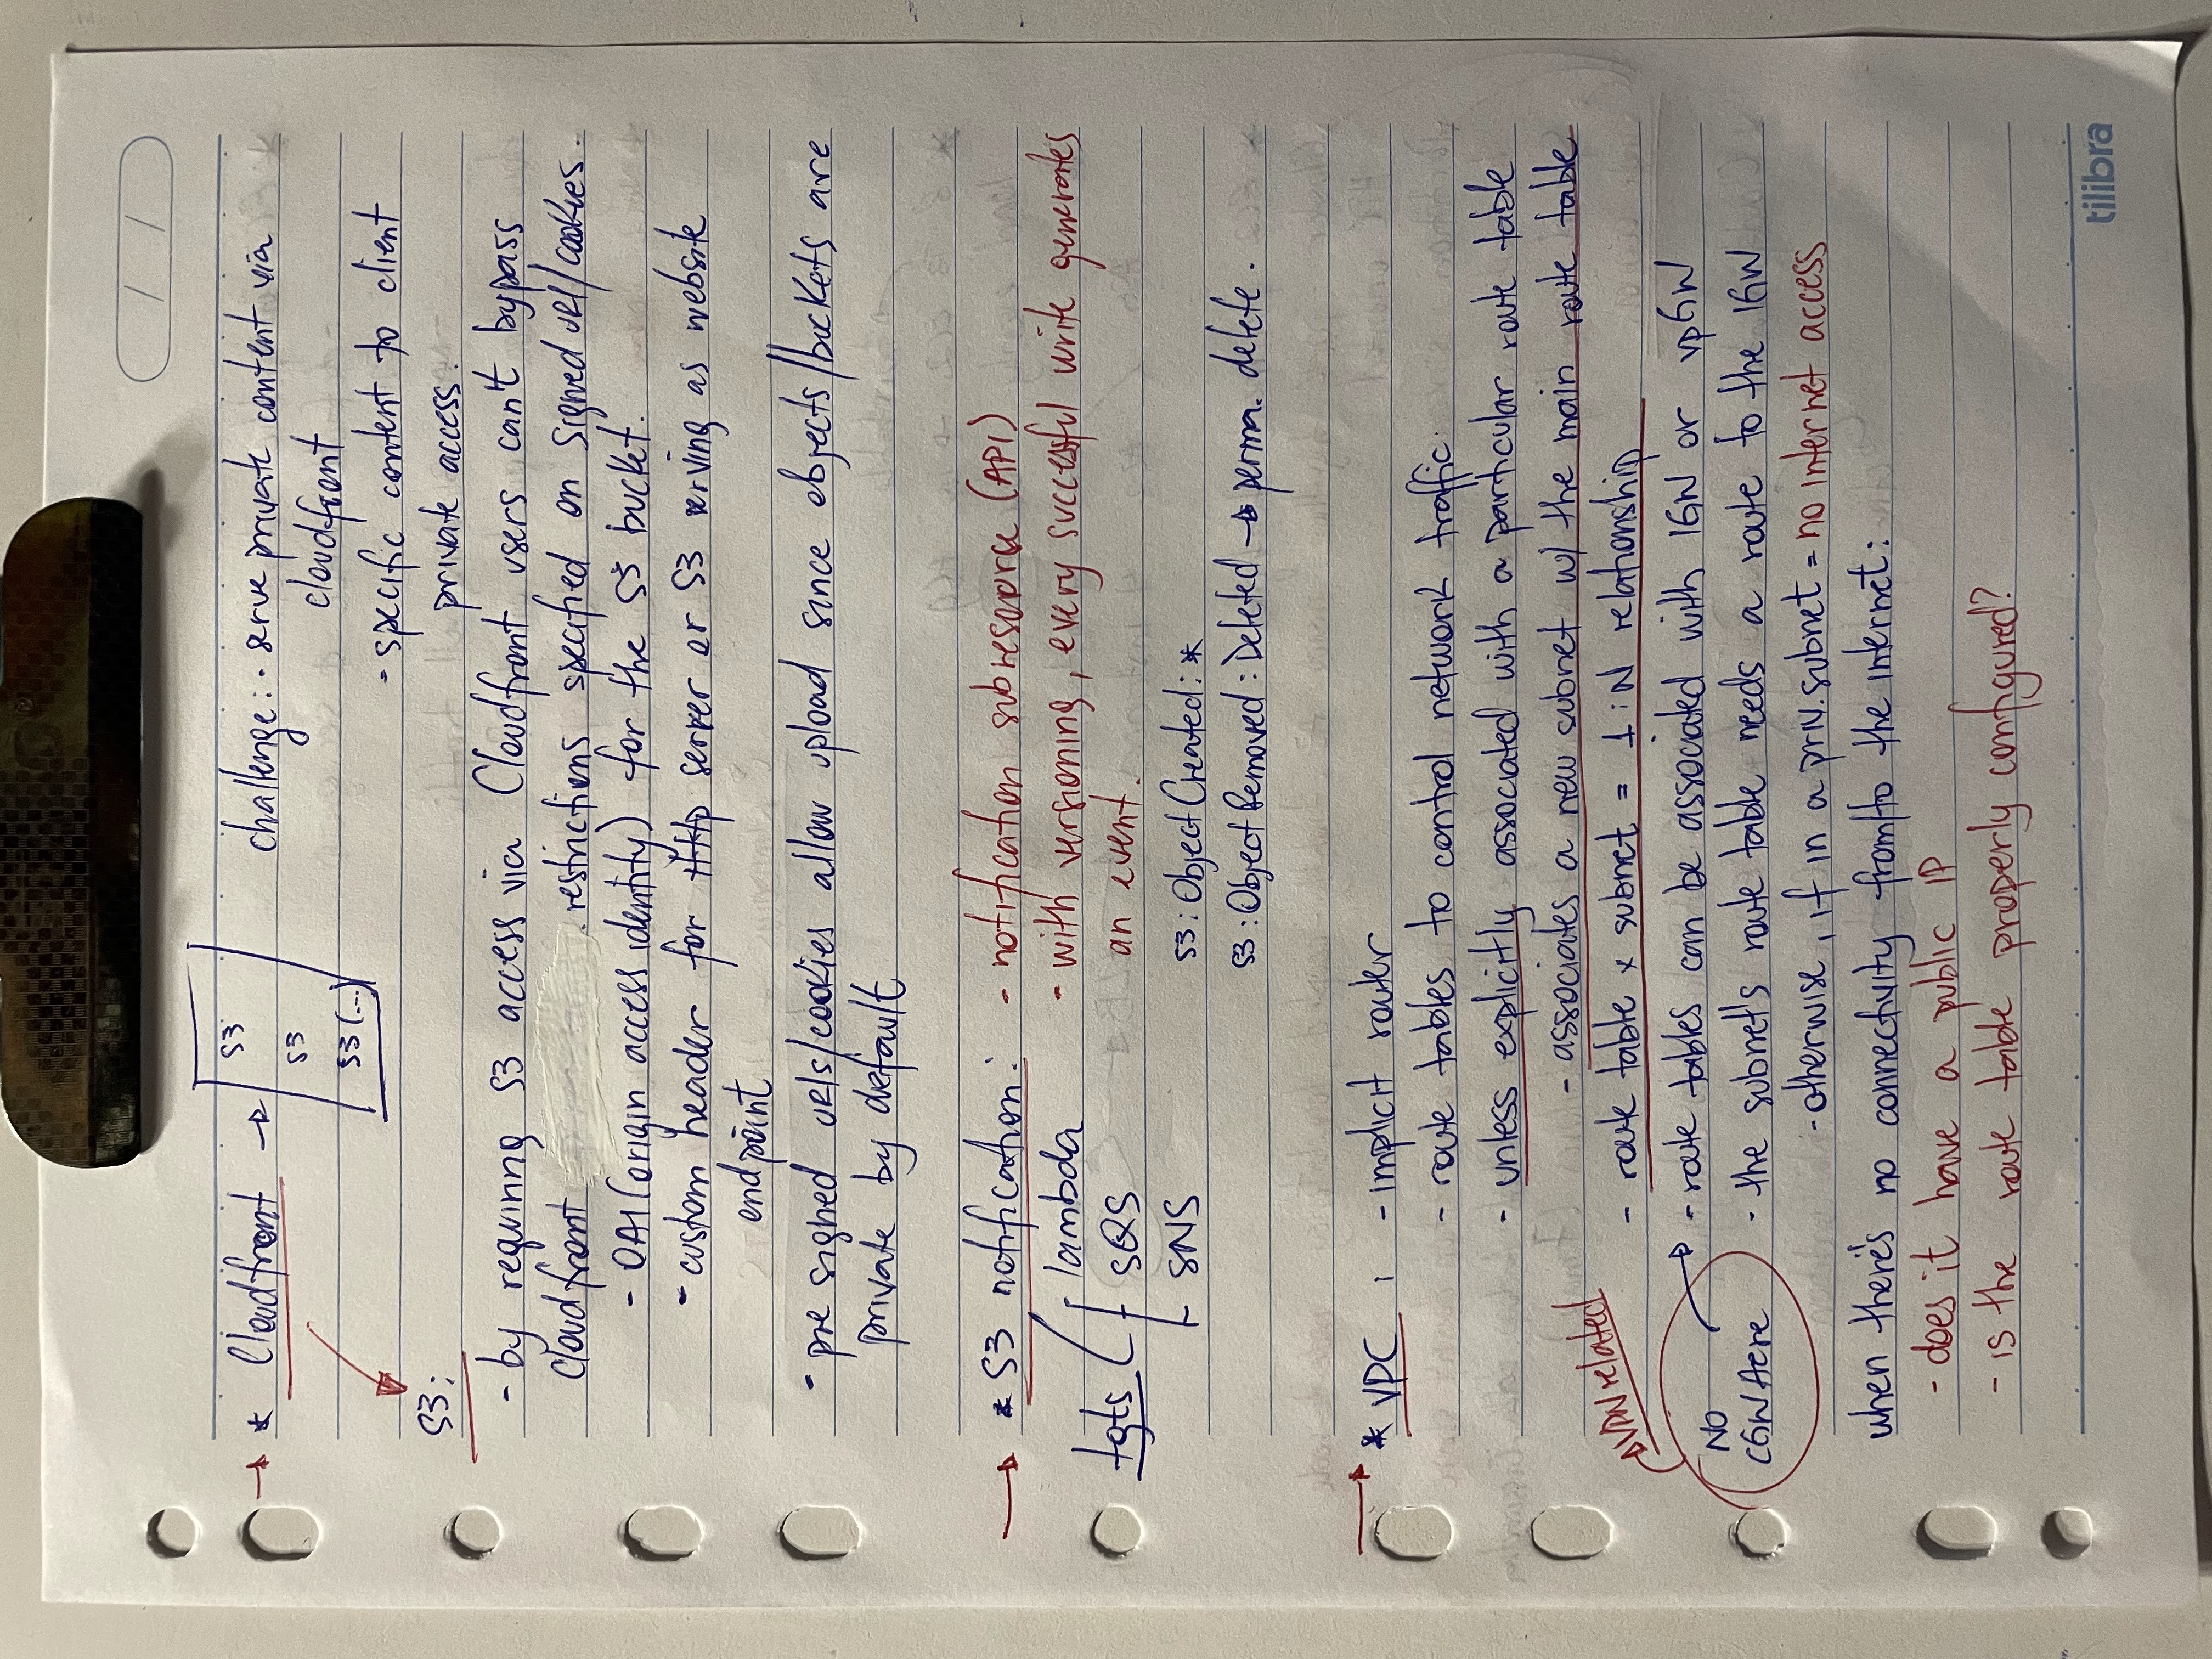 * Cloudfront → S3
S3
S3 (...)
challenge: · serve private content via
cloudfront
- specific content to client
private access.
S3:
- by requiring S3 access via Cloudfront users can't bypass
Cloudfront restrictions specified on signed URL/cookies.
- OAI (origin access identity) for the S3 bucket.
- custom header for Http server or S3 serving as website
endpoint
- pre signed URLs/cookies allow upload since objects/buckets are
private by default
* S3 notification: - notification subresource (API)
tgts
lambda
SQS
SNS
- with versioning, every successful write generates
an event.
S3:ObjectCreated:*
S3:ObjectRemoved:Deleted → perma. delete.
* VPC : - implicit router
- route tables to control network traffic.
- unless explicitly associated with a particular route table
- associates a new subnet w/ the main route table
- route table x subnet = 1:N relationship
VPN related
NO
CGW Here
- route tables can be associated with IGW or vpGW
- the subnet's route table needs a route to the IGW
- otherwise, if in a priv. subnet = no internet access
when there's no connectivity from/to the internet:
- does it have a public IP
- is the route table properly configured?
tilibra